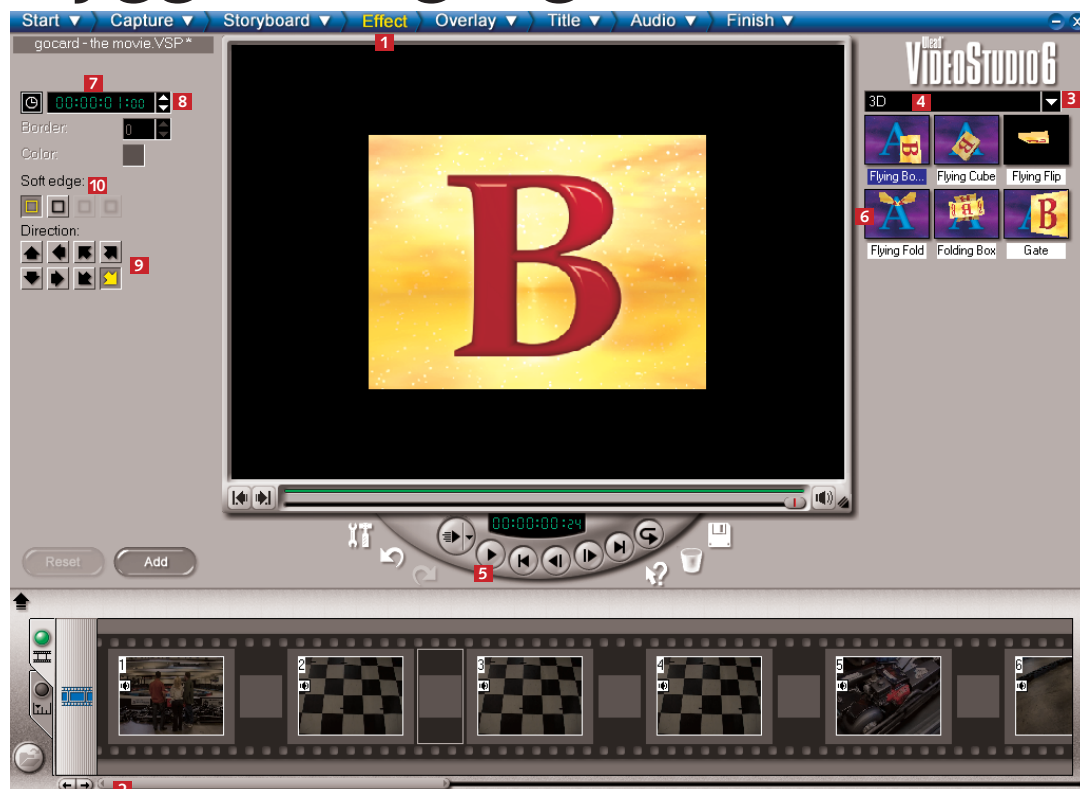 Start ▼ Capture ▼ Storyboard ▼ Effect Overlay ▼ Title ▼ Audio ▼ Finish ▼
1
gocard - the movie.VSP*
Ulead
VIDEOSTUDIO 6
7
00:00:01:00 8
3D 4 3
Border: 0
Color:
A B
A B
Flying Bo... Flying Cube Flying Flip
Soft edge: 10
6
A
A B
B
Flying Fold Folding Box Gate
Direction:
9
B
00:00:00:24
5
Reset Add
?
1 2 3 4 5 6
2